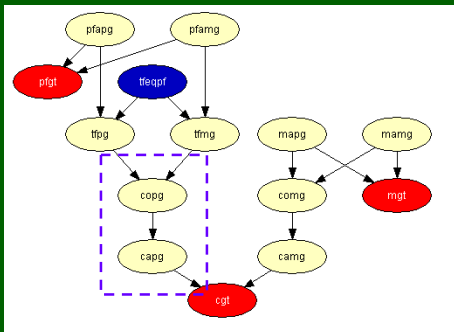 pfapg
pfamg
pfgt
tfeqpf
tfpg
tfmg
mapg
mamg
copg
comg
mgt
capg
camg
cgt